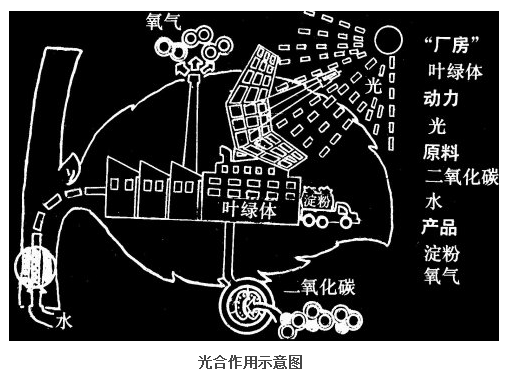 氧气
光
叶绿体
淀粉
二氧化碳
水
“厂房”
叶绿体
动力
光
原料
二氧化碳
水
产品
淀粉
氧气
光合作用示意图